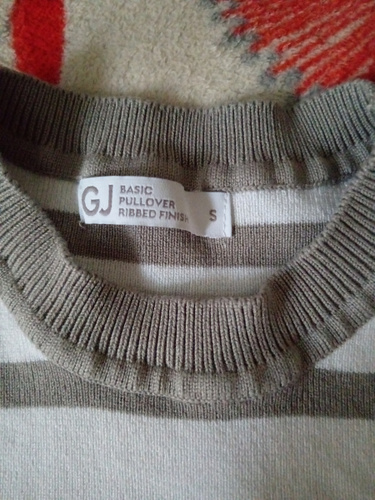 GJ
BASIC
PULLOVER
RIBBED FINISH
S